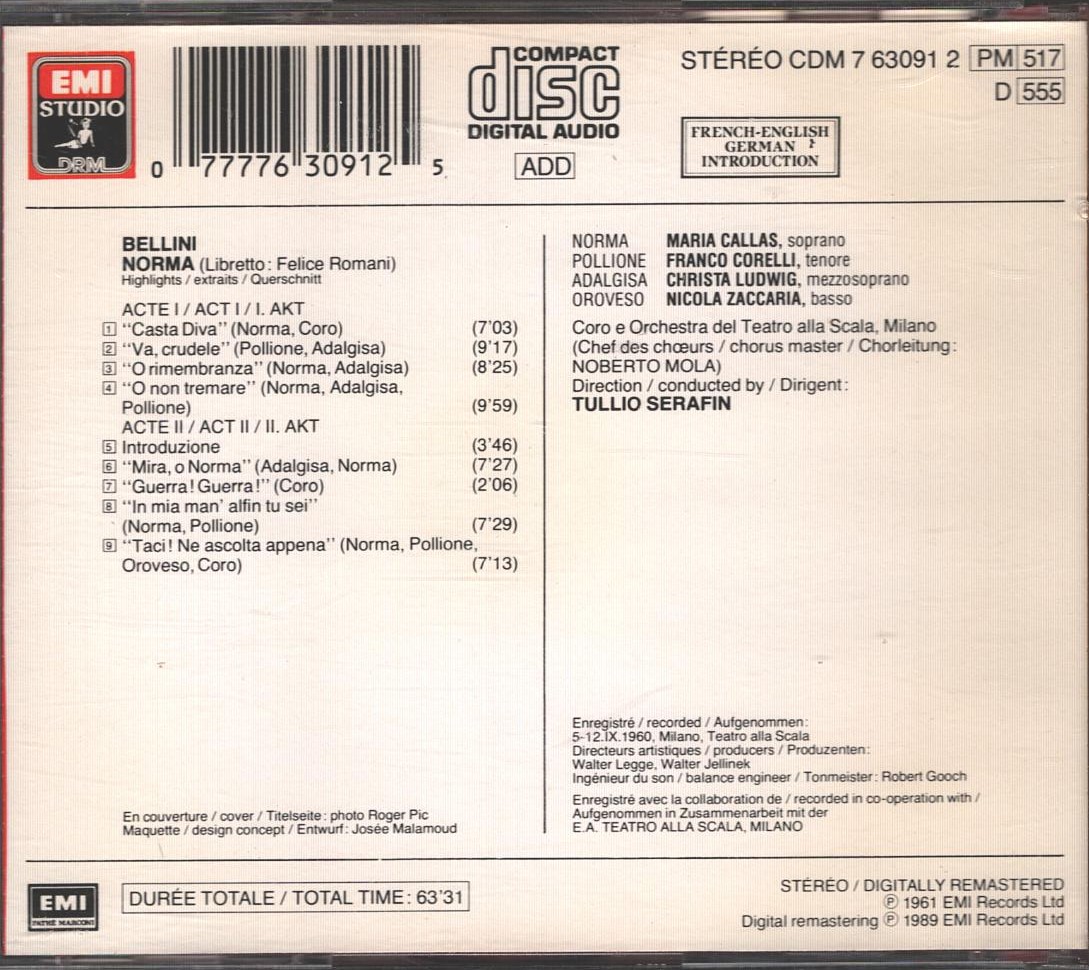 EMI
STUDIO
DRM
0 77776 30912 5
COMPACT
disc
DIGITAL AUDIO
ADD
STÉRÉO CDM 7 63091 2 PM 517
D 555
FRENCH-ENGLISH
GERMAN
INTRODUCTION
BELLINI
NORMA (Libretto: Felice Romani)
Highlights / extraits / Querschnitt
ACTE I / ACT I / I. AKT
1 "Casta Diva" (Norma, Coro) (7'03)
2 "Va, crudele" (Pollione, Adalgisa) (9'17)
3 "O rimembranza" (Norma, Adalgisa) (8'25)
4 "O non tremare" (Norma, Adalgisa,
Pollione) (9'59)
ACTE II / ACT II / II. AKT
5 Introduzione (3'46)
6 "Mira, o Norma" (Adalgisa, Norma) (7'27)
7 "Guerra! Guerra!" (Coro) (2'06)
8 "In mia man' alfin tu sei"
(Norma, Pollione) (7'29)
9 "Taci! Ne ascolta appena" (Norma, Pollione,
Oroveso, Coro) (7'13)
En couverture / cover / Titelseite: photo Roger Pic
Maquette / design concept / Entwurf: Josée Malamoud
NORMA MARIA CALLAS, soprano
POLLIONE FRANCO CORELLI, tenore
ADALGISA CHRISTA LUDWIG, mezzosoprano
OROVESO NICOLA ZACCARIA, basso
Coro e Orchestra del Teatro alla Scala, Milano
(Chef des chœurs / chorus master / Chorleitung:
NOBERTO MOLA)
Direction / conducted by / Dirigent:
TULLIO SERAFIN
Enregistré / recorded / Aufgenommen:
5-12.IX.1960, Milano, Teatro alla Scala
Directeurs artistiques / producers / Produzenten:
Walter Legge, Walter Jellinek
Ingénieur du son / balance engineer / Tonmeister: Robert Gooch
Enregistré avec la collaboration de / recorded in co-operation with /
Aufgenommen in Zusammenarbeit mit der
E.A. TEATRO ALLA SCALA, MILANO
EMI
PATHÉ MARCONI
DURÉE TOTALE / TOTAL TIME: 63'31
STÉRÉO / DIGITALLY REMASTERED
℗ 1961 EMI Records Ltd
Digital remastering ℗ 1989 EMI Records Ltd